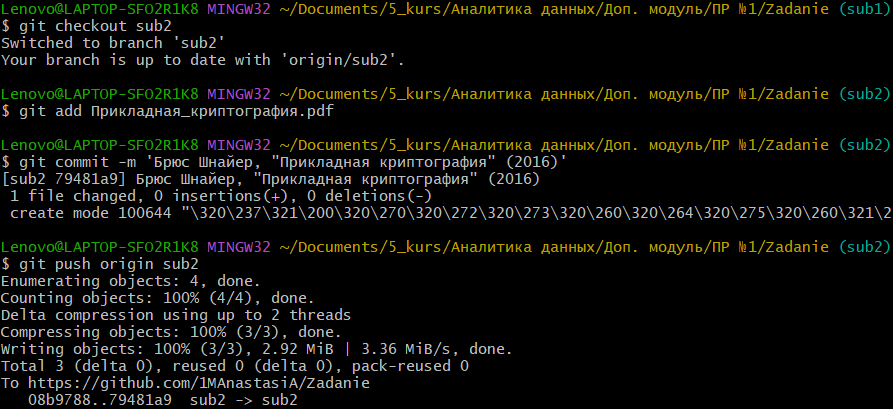 Lenovo@LAPTOP-SFO2R1K8 MINGW32 ~/Documents/5_kurs/Аналитика данных/Доп. модуль/ПР №1/Zadanie (sub1)
$ git checkout sub2
Switched to branch 'sub2'
Your branch is up to date with 'origin/sub2'.
Lenovo@LAPTOP-SFO2R1K8 MINGW32 ~/Documents/5_kurs/Аналитика данных/Доп. модуль/ПР №1/Zadanie (sub2)
$ git add Прикладная_криптография.pdf
Lenovo@LAPTOP-SFO2R1K8 MINGW32 ~/Documents/5_kurs/Аналитика данных/Доп. модуль/ПР №1/Zadanie (sub2)
$ git commit -m 'Брюс Шнайер, "Прикладная криптография" (2016)'
[sub2 79481a9] Брюс Шнайер, "Прикладная криптография" (2016)
1 file changed, 0 insertions(+), 0 deletions(-)
create mode 100644 "\320\237\321\200\320\270\320\272\320\273\320\260\320\264\320\275\320\260\321\2
Lenovo@LAPTOP-SFO2R1K8 MINGW32 ~/Documents/5_kurs/Аналитика данных/Доп. модуль/ПР №1/Zadanie (sub2)
$ git push origin sub2
Enumerating objects: 4, done.
Counting objects: 100% (4/4), done.
Delta compression using up to 2 threads
Compressing objects: 100% (3/3), done.
Writing objects: 100% (3/3), 2.92 MiB | 3.36 MiB/s, done.
Total 3 (delta 0), reused 0 (delta 0), pack-reused 0
To https://github.com/1MAnastasiA/Zadanie
08b9788..79481a9 sub2 -> sub2